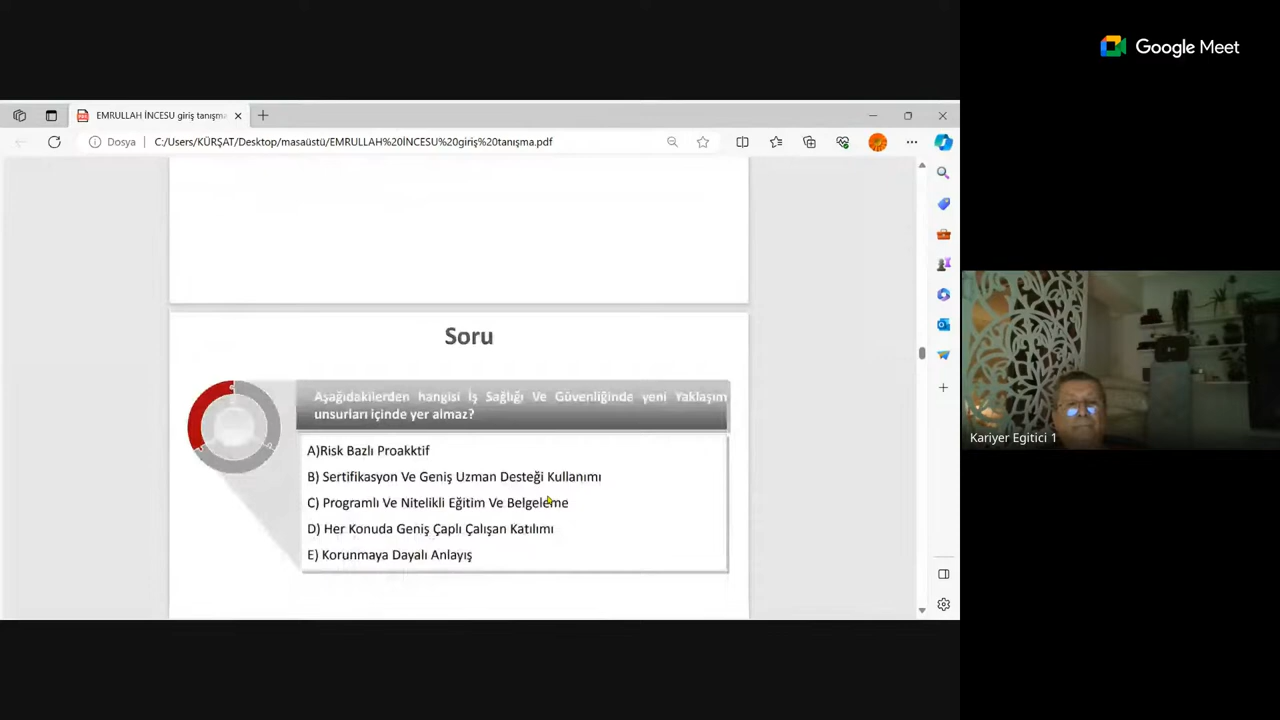 Google Meet
EMRULLAH İNCESU giriş tanışma
Dosya
C:/Users/KÜRŞAT/Desktop/masaüstü/EMRULLAH%20İNCESU%20giriş%20tanışma.pdf
Soru
Aşağıdakilerden hangisi İş Sağlığı Ve Güvenliğinde yeni Yaklaşım
unsurları içinde yer almaz?
A)Risk Bazlı Proakktif
B) Sertifikasyon Ve Geniş Uzman Desteği Kullanımı
C) Programlı Ve Nitelikli Eğitim Ve Belgeleme
D) Her Konuda Geniş Çaplı Çalışan Katılımı
E) Korunmaya Dayalı Anlayış
Kariyer Egitici 1